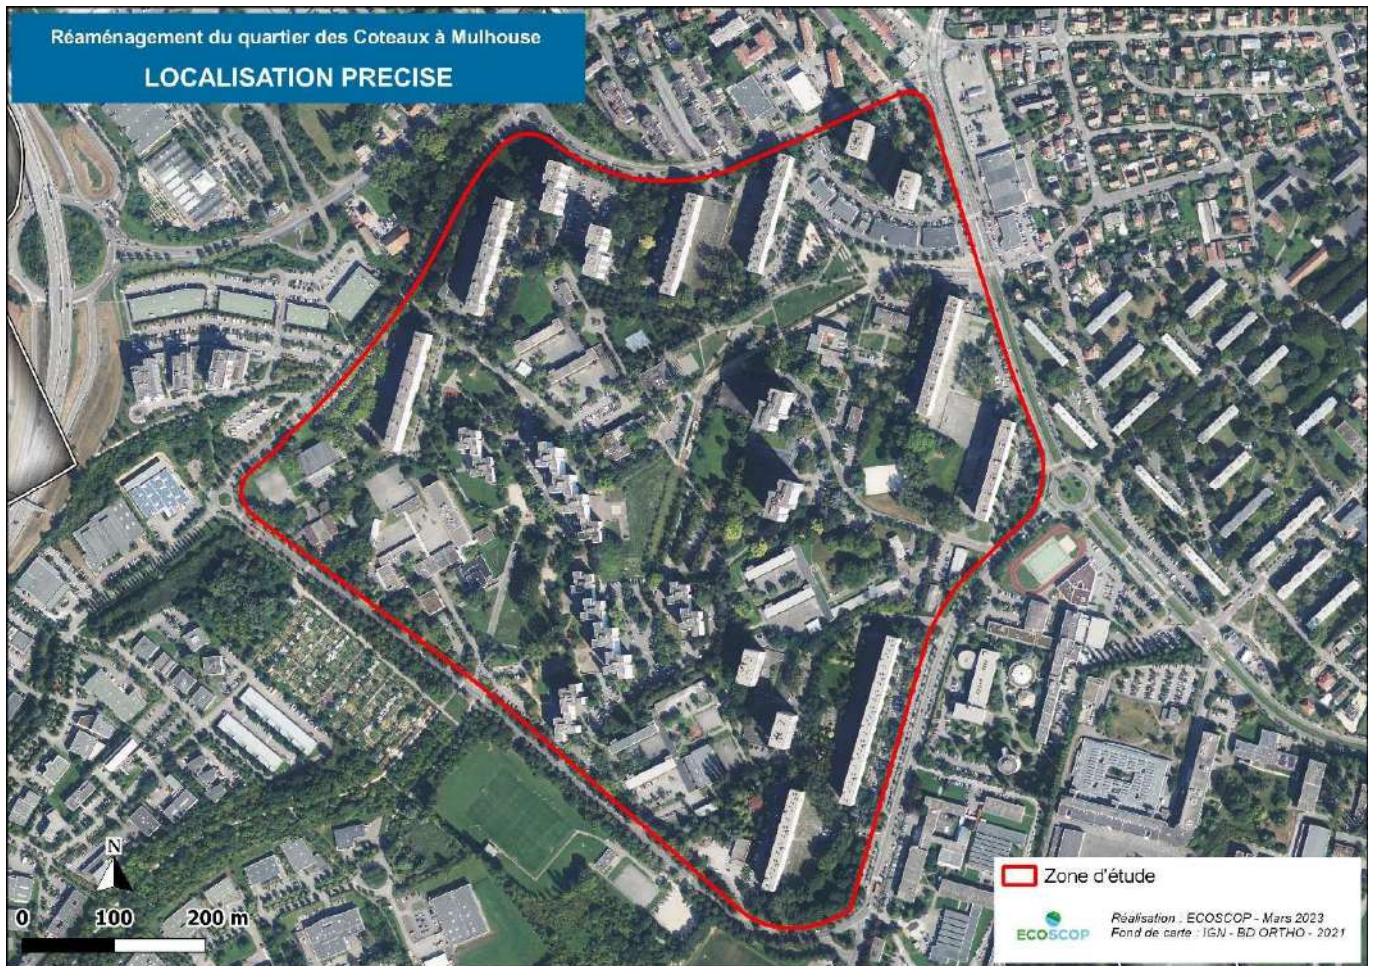 Réaménagement du quartier des Coteaux à Mulhouse
LOCALISATION PRECISE
N
0 100 200 m
Zone d'étude
ECOSCOP
Réalisation : ECOSCOP - Mars 2023
Fond de carte : IGN - BD ORTHO - 2021